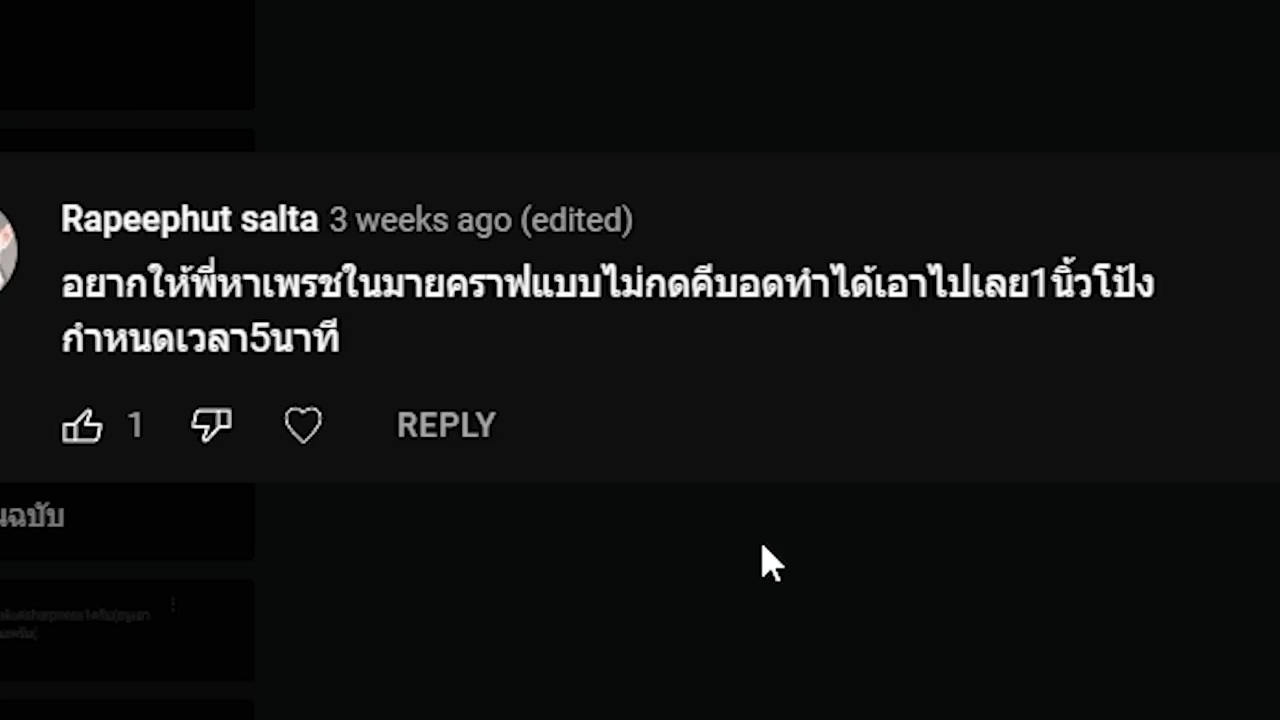 Rapeephut salta 3 weeks ago (edited)
อยากให้พี่หาเพรชในมายคราฟแบบไม่กดคีบอดทำได้เอาไปเลย1นิ้วโป้ง
กำหนดเวลา5นาที
1 REPLY